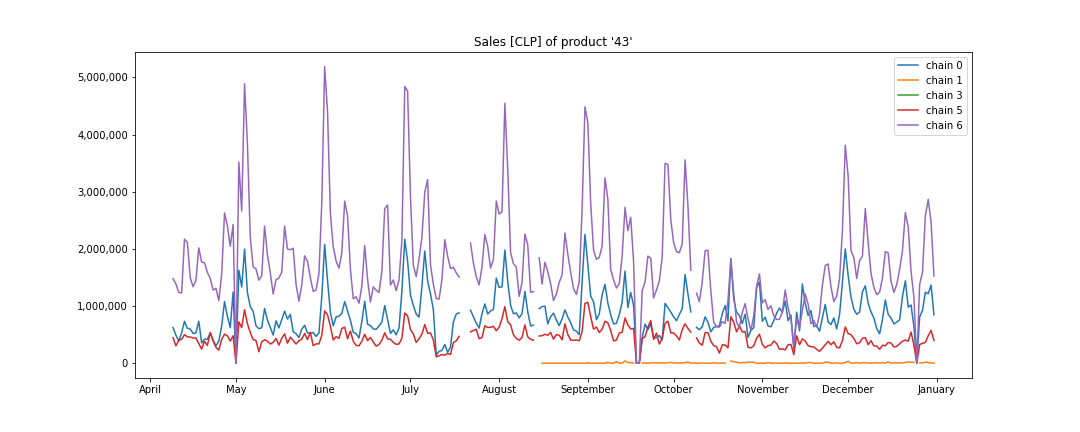 Sales [CLP] of product '43'
chain 0
chain 1
chain 3
chain 5
chain 6
5,000,000
4,000,000
3,000,000
2,000,000
1,000,000
0
April May June July August September October November December January